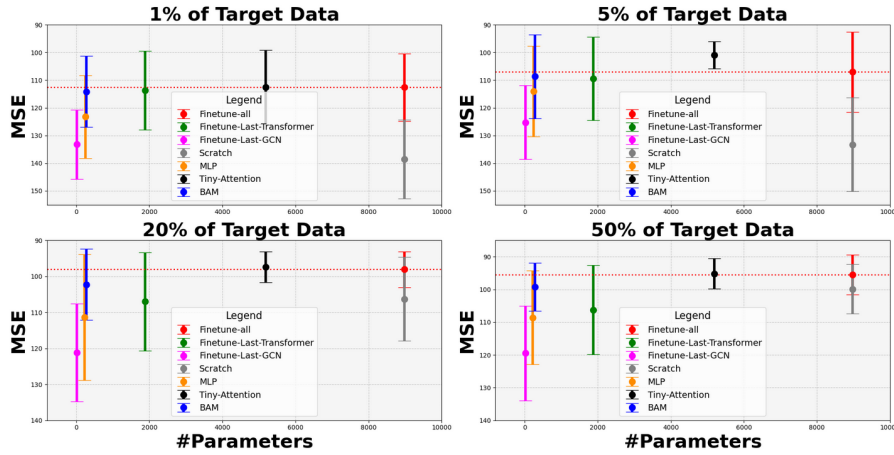 1% of Target Data
MSE
90
100
110
120
130
140
150
0
2000
4000
6000
8000
10000
Legend
Finetune-all
Finetune-Last-Transformer
Finetune-Last-GCN
Scratch
MLP
Tiny-Attention
BAM
5% of Target Data
MSE
90
100
110
120
130
140
150
0
2000
4000
6000
8000
1000
Legend
Finetune-all
Finetune-Last-Transformer
Finetune-Last-GCN
Scratch
MLP
Tiny-Attention
BAM
20% of Target Data
MSE
90
100
110
120
130
140
0
2000
4000
6000
8000
10000
#Parameters
Legend
Finetune-all
Finetune-Last-Transformer
Finetune-Last-GCN
Scratch
MLP
Tiny-Attention
BAM
50% of Target Data
MSE
90
100
110
120
130
140
0
2000
4000
6000
8000
1000
#Parameters
Legend
Finetune-all
Finetune-Last-Transformer
Finetune-Last-GCN
Scratch
MLP
Tiny-Attention
BAM